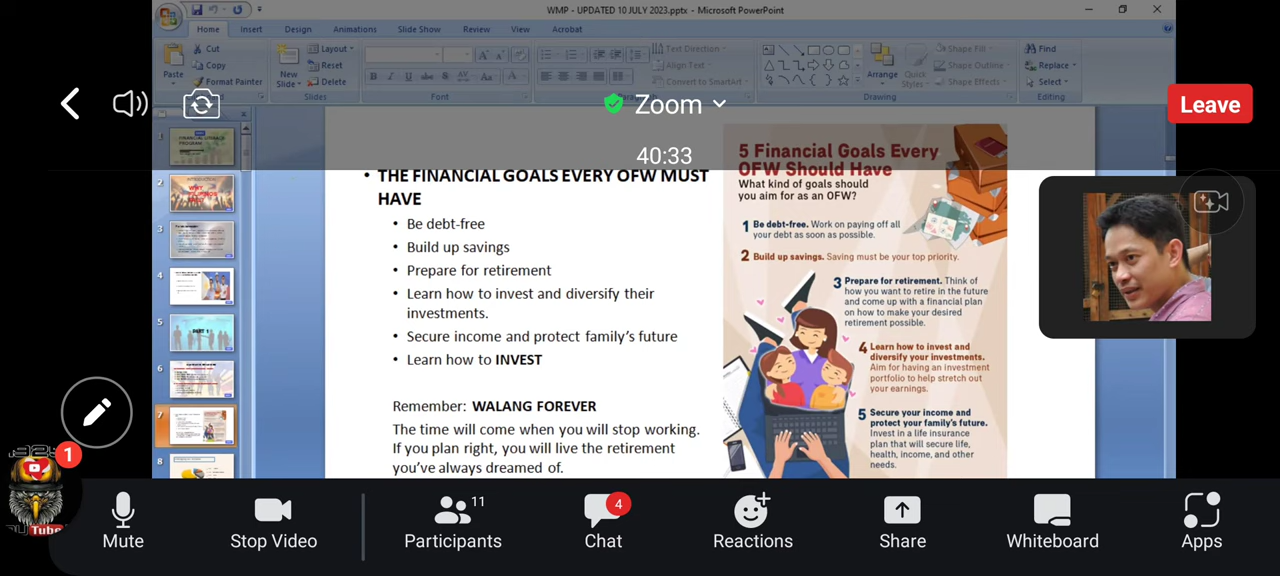 WMP - UPDATED 10 JULY 2023.pptx - Microsoft PowerPoint
Home Insert Design Animations Slide Show Review View Acrobat
Cut
Copy
Format Painter
Paste
New Slide
Layout
Reset
Delete
Slides
Font
Text Direction
Align Text
Convert to SmartArt
Arrange
Quick Styles
Shape Fill
Shape Outline
Shape Effects
Drawing
Find
Replace
Select
Editing
Zoom
Leave
40:33
• THE FINANCIAL GOALS EVERY OFW MUST
HAVE
• Be debt-free
• Build up savings
• Prepare for retirement
• Learn how to invest and diversify their
investments.
• Secure income and protect family's future
• Learn how to INVEST
Remember: WALANG FOREVER
The time will come when you will stop working.
If you plan right, you will live the retirement
you've always dreamed of.
5 Financial Goals Every
OFW Should Have
What kind of goals should
you aim for as an OFW?
1 Be debt-free. Work on paying off all
your debt as soon as possible.
2 Build up savings. Saving must be your top priority.
3 Prepare for retirement. Think of
how you want to retire in the future
and come up with a financial plan
on how to make your desired
retirement possible.
4 Learn how to invest and
diversify your investments.
Aim for having an investment
portfolio to help stretch out
your earnings.
5 Secure your income and
protect your family's future.
Invest in a life insurance
plan that will secure life,
health, income, and other
needs.
1
2
3
4
5
PART 1
6
7
8
1
Tube
Mute
Stop Video
Participants 11
Chat 4
Reactions
Share
Whiteboard
Apps